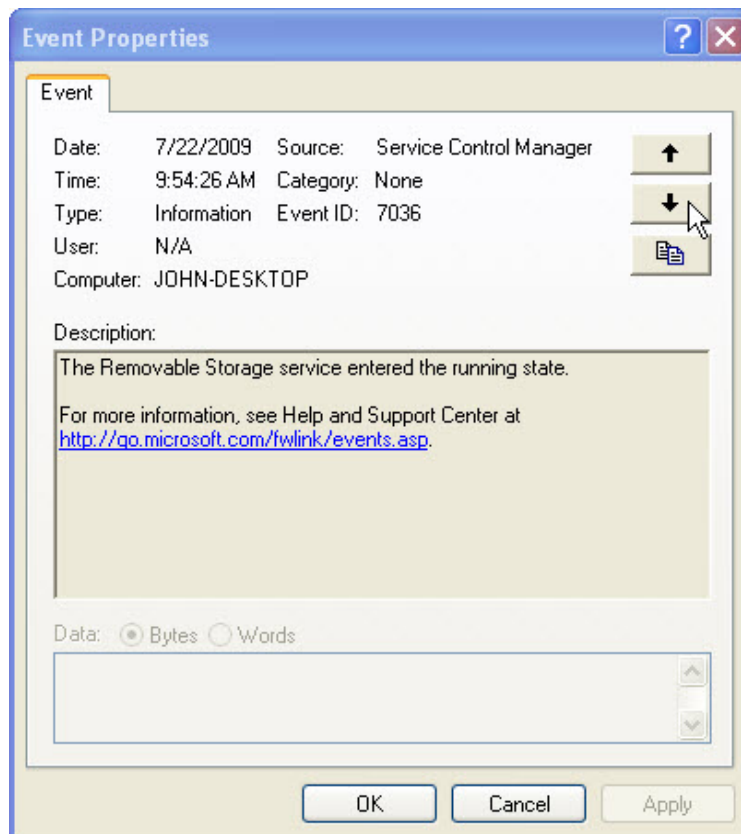 Event Properties
Event
Date: 7/22/2009 Source: Service Control Manager
Time: 9:54:26 AM Category: None
Type: Information Event ID: 7036
User: N/A
Computer: JOHN-DESKTOP
Description:
The Removable Storage service entered the running state.
For more information, see Help and Support Center at
http://go.microsoft.com/fwlink/events.asp.
Data: Bytes Words
OK Cancel Apply